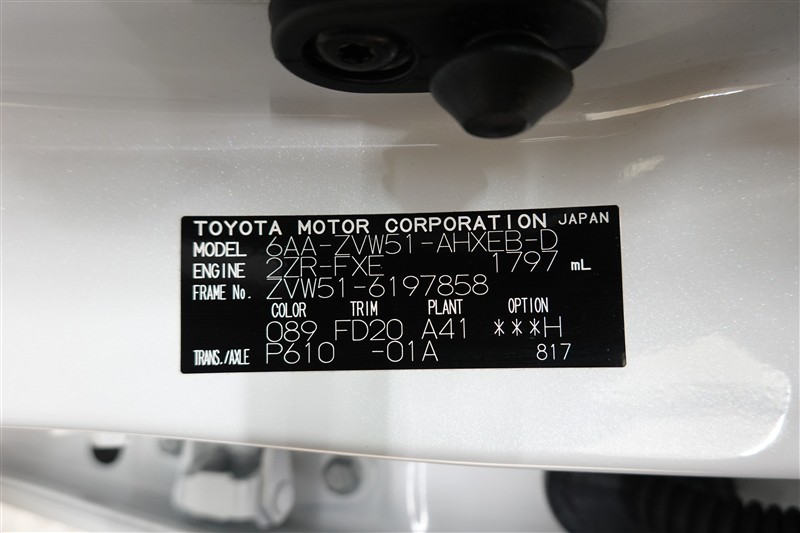 TOYOTA MOTOR CORPORATION JAPAN
MODEL 6AA-ZVW51-AHXEB-D
ENGINE 2ZR-FXE 1797 mL
FRAME No. ZVW51-6197858
COLOR TRIM PLANT OPTION
089 FD20 A41 ***H
TRANS./AXLE P610 -01A 817